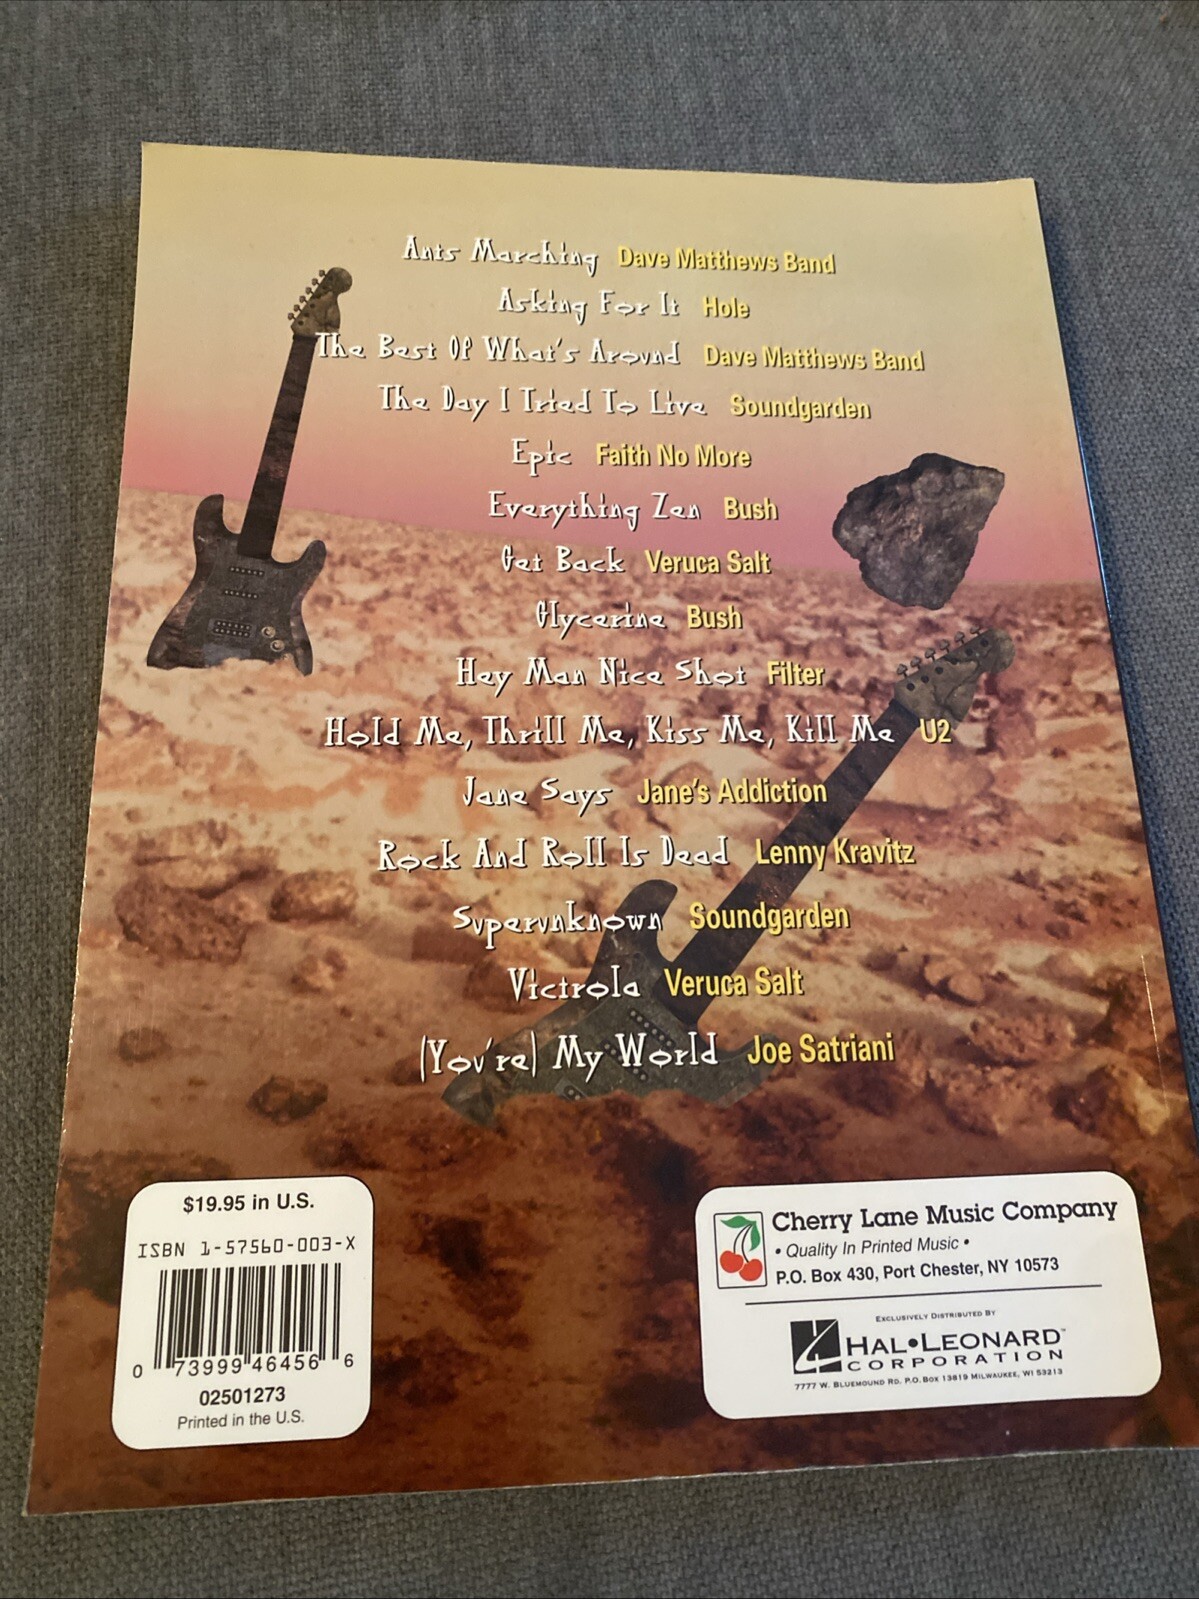 Ants Marching Dave Matthews Band
Asking For It Hole
The Best Of What's Around Dave Matthews Band
The Day I Tried To Live Soundgarden
Epic Faith No More
Everything Zen Bush
Get Back Veruca Salt
Glycerine Bush
Hey Man Nice Shot Filter
Hold Me, Thrill Me, Kiss Me, Kill Me U2
Jane Says Jane's Addiction
Rock And Roll Is Dead Lenny Kravitz
Superunknown Soundgarden
Victrola Veruca Salt
(You're) My World Joe Satriani
$19.95 in U.S.
ISBN 1-57560-003-X
0 73999 46456 6
02501273
Printed in the U.S.
Cherry Lane Music Company
• Quality In Printed Music •
P.O. Box 430, Port Chester, NY 10573
Exclusively Distributed By
HAL•LEONARD™
CORPORATION
7777 W. Bluemound Rd. P.O. Box 13819 Milwaukee, WI 53213